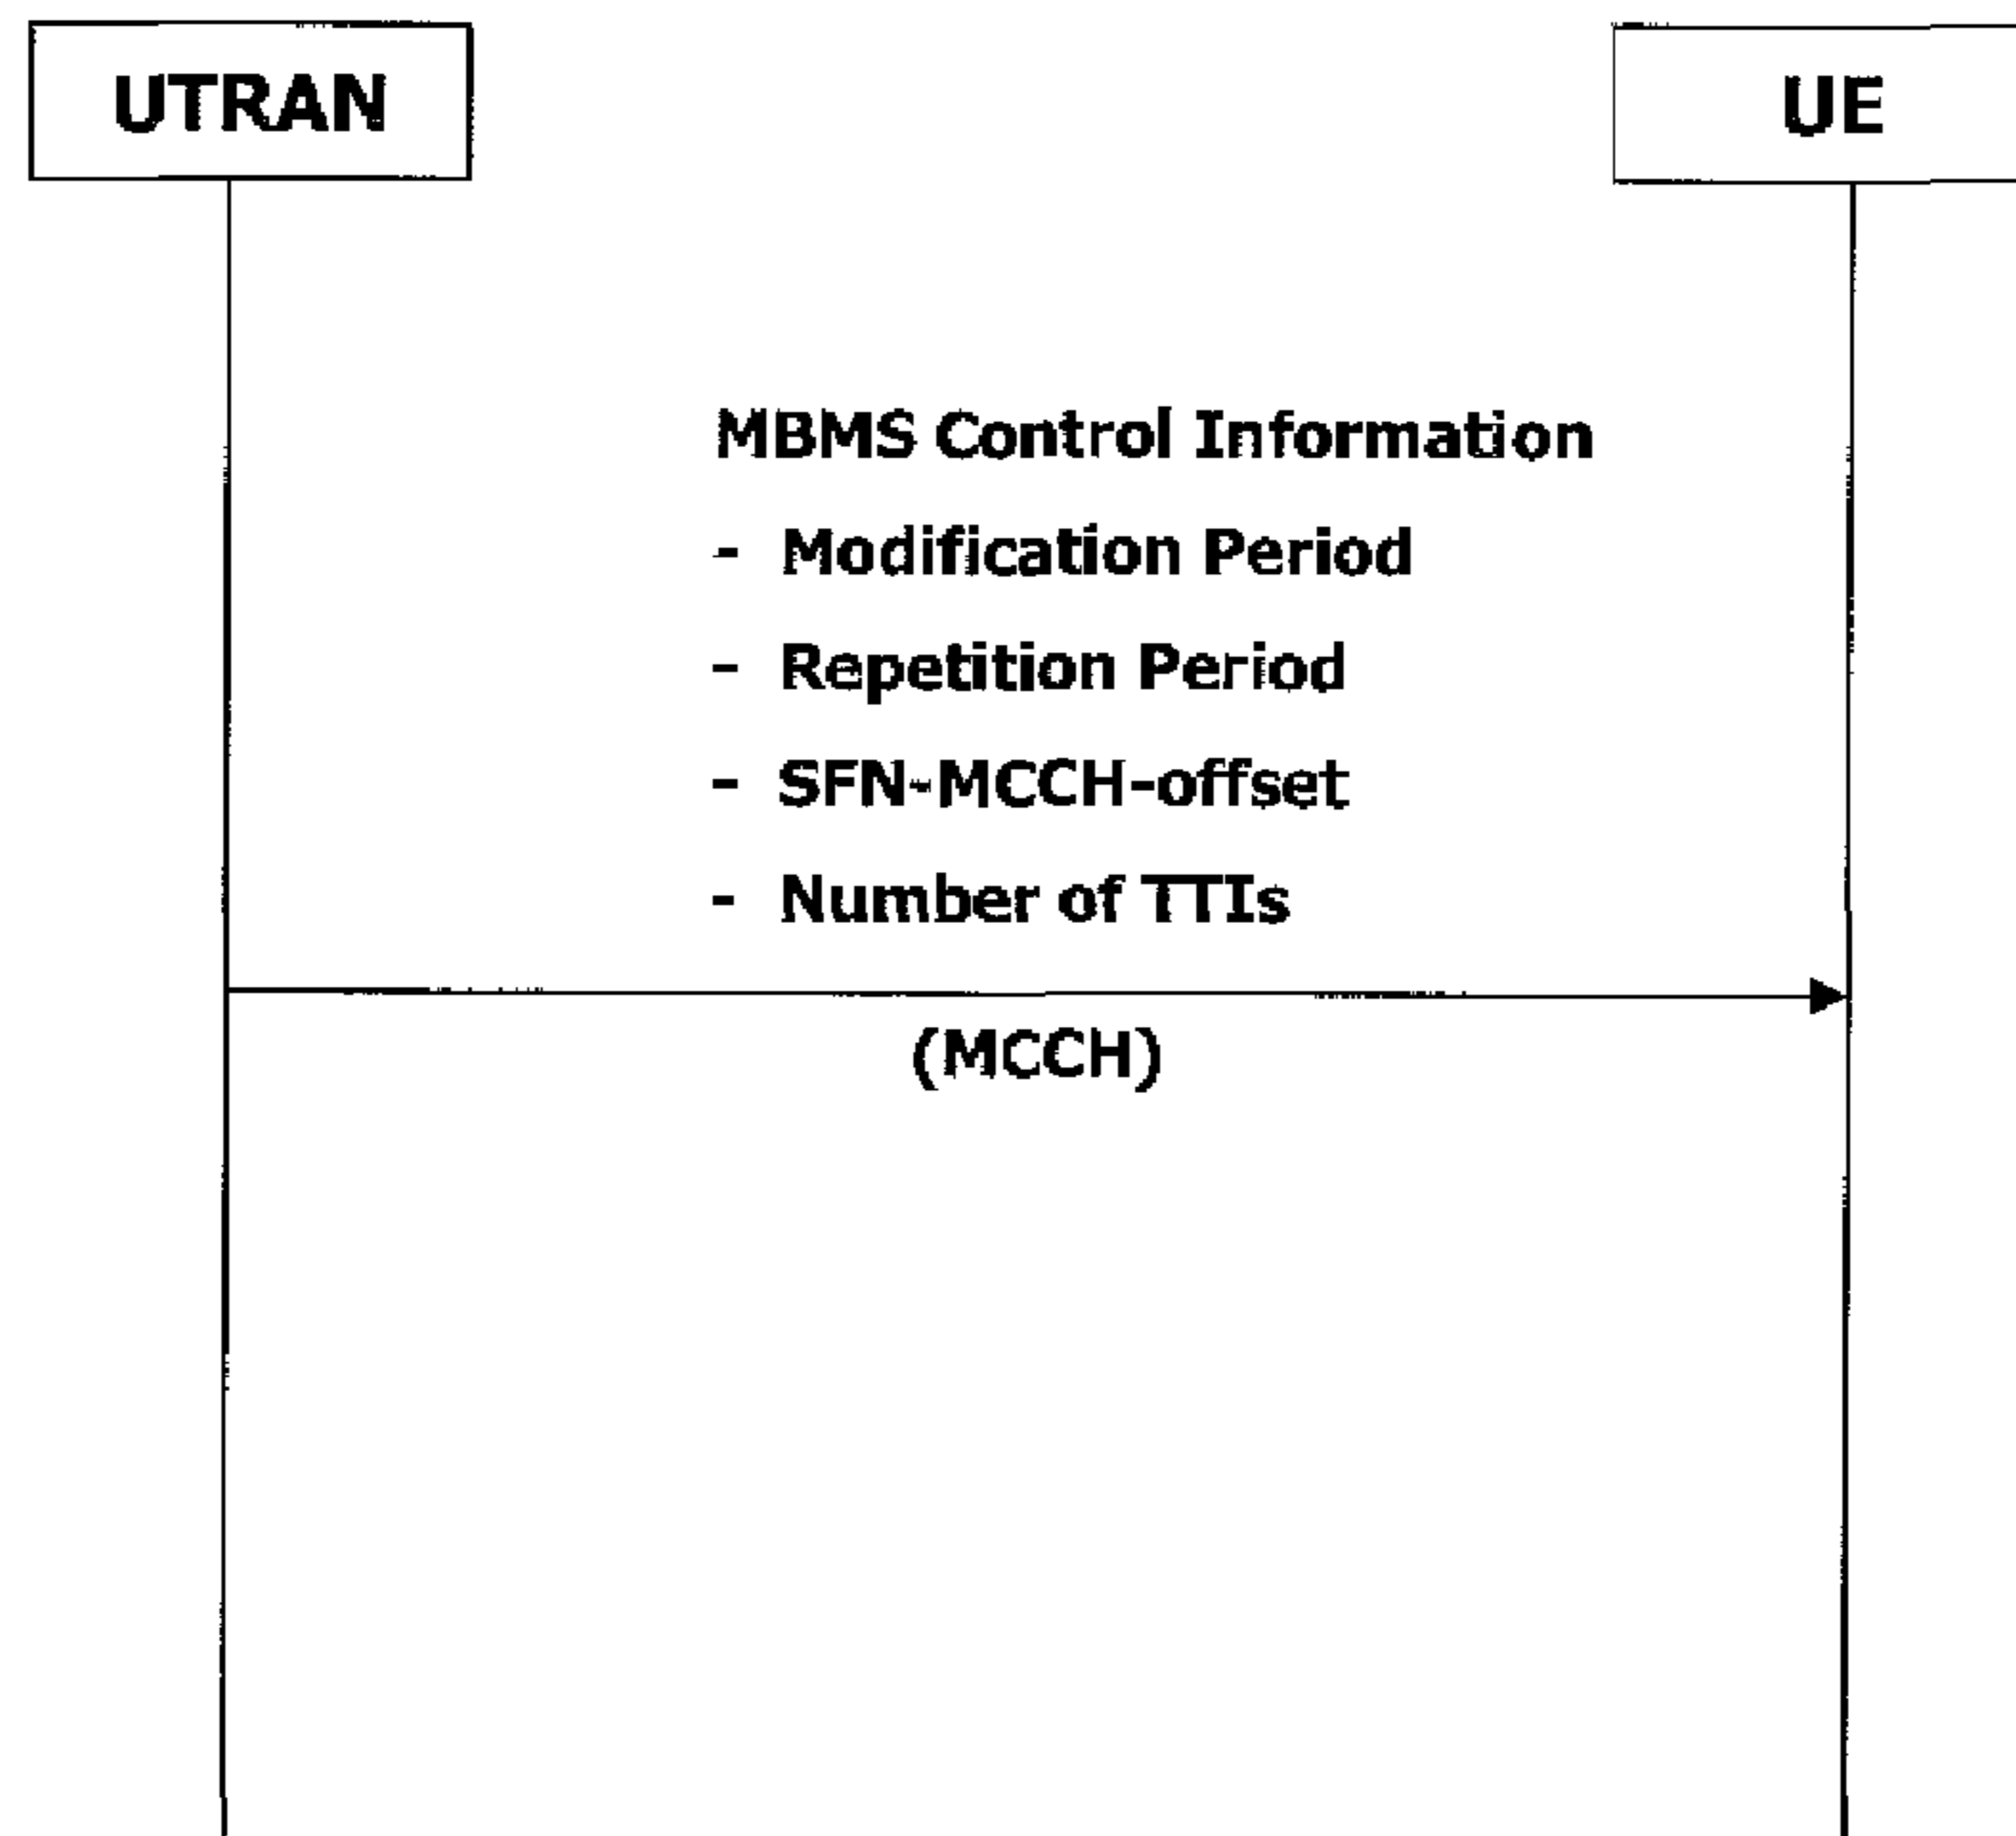 UTRAN
UE
MBMS Control Information
- Modification Period
- Repetition Period
- SFN-MCCH-offset
- Number of TTIs
(MCCH)